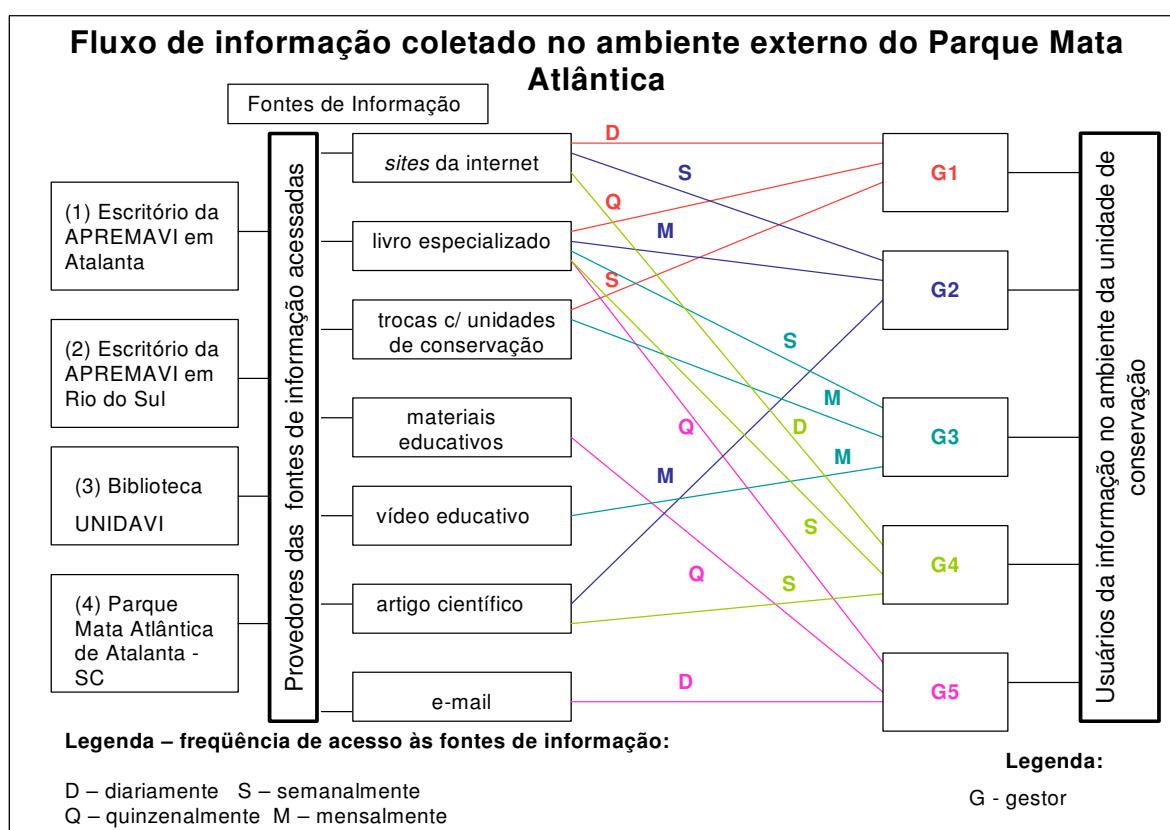 Fluxo de informação coletado no ambiente externo do Parque Mata
Atlântica
Fontes de Informação
(1) Escritório da
APREMAVI em
Atalanta
(2) Escritório da
APREMAVI em
Rio do Sul
(3) Biblioteca
UNIDAVI
(4) Parque
Mata Atlântica
de Atalanta -
SC
Provedores das fontes de informação acessadas
sites da internet
livro especializado
trocas c/ unidades
de conservação
materiais
educativos
vídeo educativo
artigo científico
e-mail
D
S
Q
M
S
S
M
D
Q
M
M
S
Q
S
D
G1
G2
G3
G4
G5
Usuários da informação no ambiente da unidade de
conservação
Legenda – freqüência de acesso às fontes de informação:
D – diariamente S – semanalmente
Q – quinzenalmente M – mensalmente
Legenda:
G - gestor